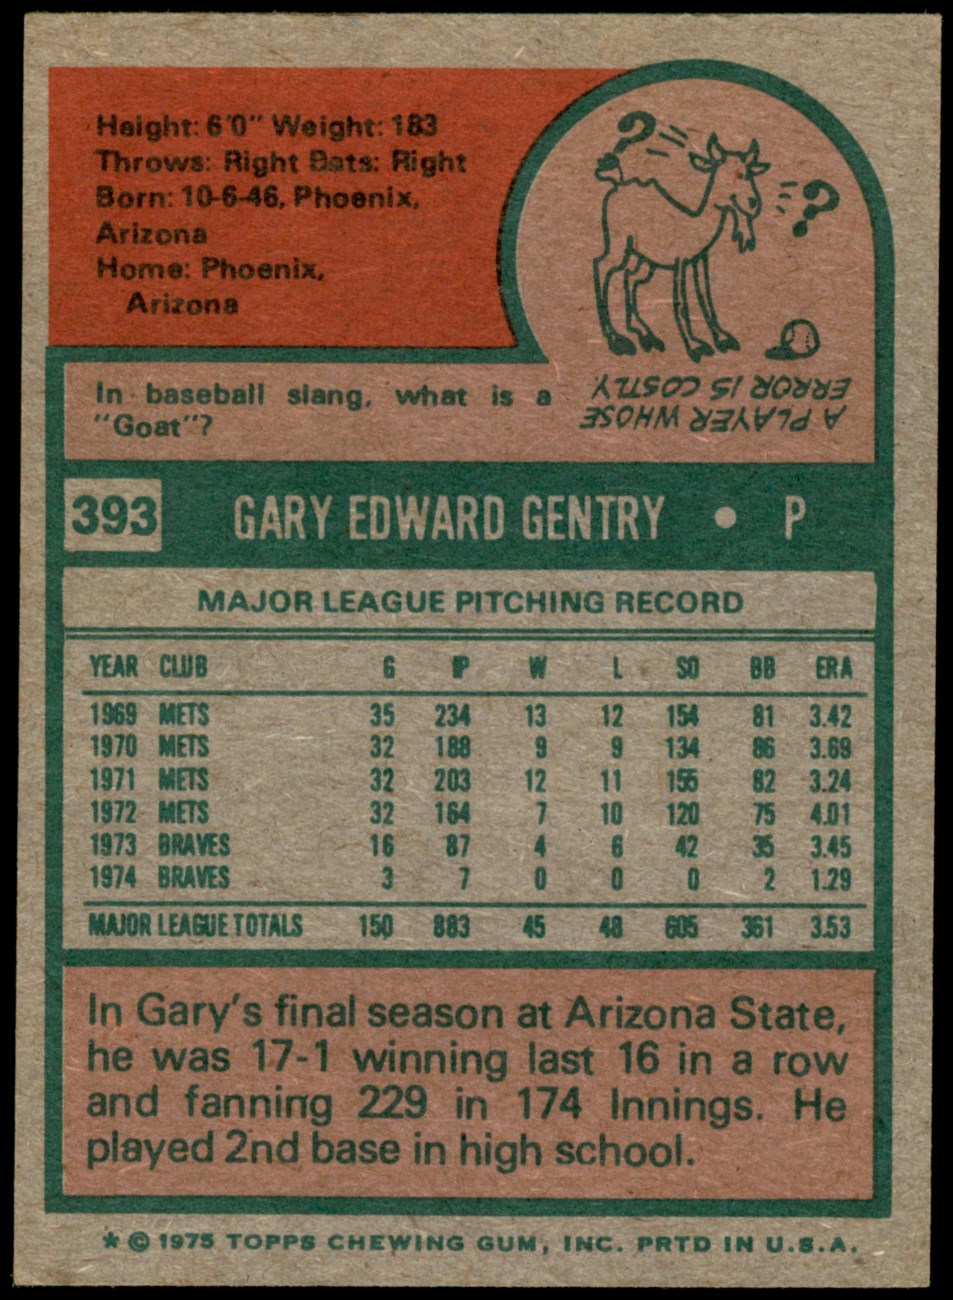 Height: 6'0" Weight: 183
Throws: Right Bats: Right
Born: 10-6-46, Phoenix,
Arizona
Home: Phoenix,
Arizona
? ?
In baseball slang, what is a
"Goat"?
A PLAYER WHOSE
ERROR IS COSTLY
393 GARY EDWARD GENTRY • P
MAJOR LEAGUE PITCHING RECORD
YEAR CLUB G IP W L SO BB ERA
1969 METS 35 234 13 12 154 81 3.42
1970 METS 32 188 9 9 134 86 3.69
1971 METS 32 203 12 11 155 82 3.24
1972 METS 32 164 7 10 120 75 4.01
1973 BRAVES 16 87 4 6 42 35 3.45
1974 BRAVES 3 7 0 0 0 2 1.29
MAJOR LEAGUE TOTALS 150 883 45 48 605 361 3.53
In Gary's final season at Arizona State,
he was 17-1 winning last 16 in a row
and fanning 229 in 174 Innings. He
played 2nd base in high school.
* © 1975 TOPPS CHEWING GUM, INC. PRTD IN U.S.A.